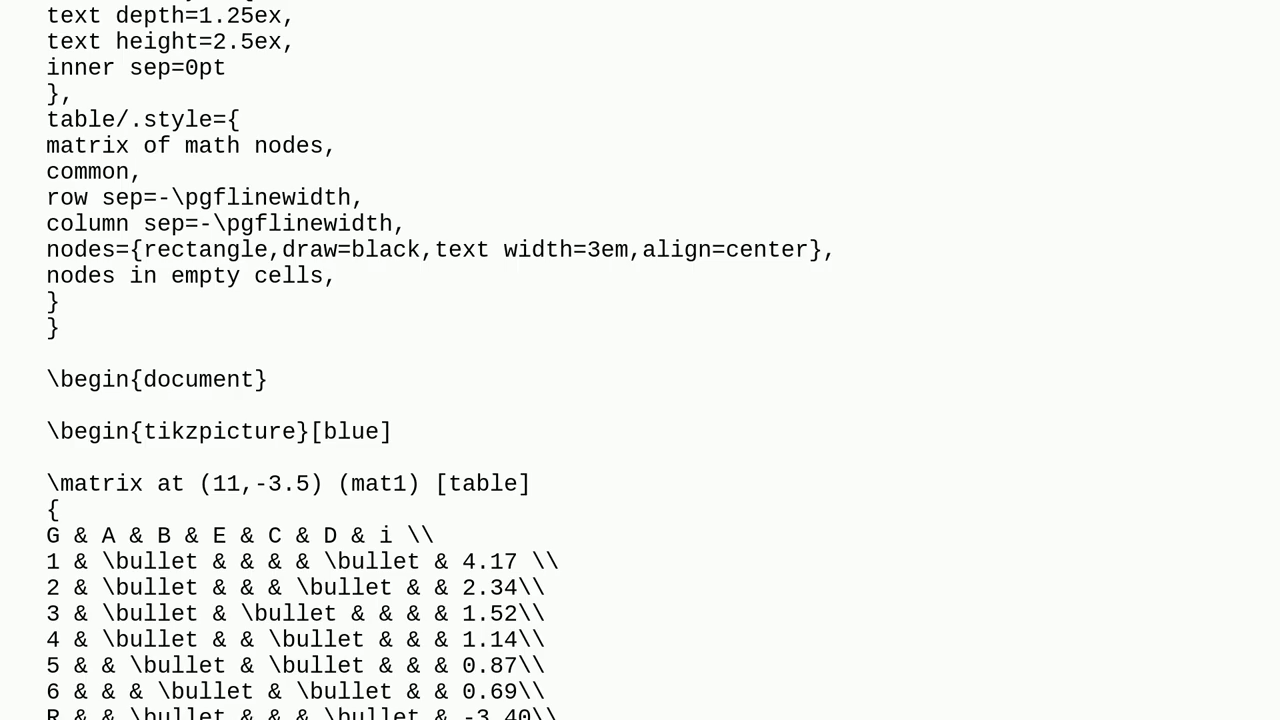 text depth=1.25ex,
text height=2.5ex,
inner sep=0pt
},
table/.style={
matrix of math nodes,
common,
row sep=-\pgflinewidth,
column sep=-\pgflinewidth,
nodes={rectangle,draw=black,text width=3em,align=center},
nodes in empty cells,
}
}
\begin{document}
\begin{tikzpicture}[blue]
\matrix at (11,-3.5) (mat1) [table]
{
G & A & B & E & C & D & i \\
1 & \bullet & & & & \bullet & 4.17 \\
2 & \bullet & & & \bullet & & 2.34\\
3 & \bullet & \bullet & & & & 1.52\\
4 & \bullet & & \bullet & & & 1.14\\
5 & & \bullet & \bullet & & & 0.87\\
6 & & & \bullet & \bullet & & 0.69\\
R & & \bullet & & & \bullet & -3.40\\